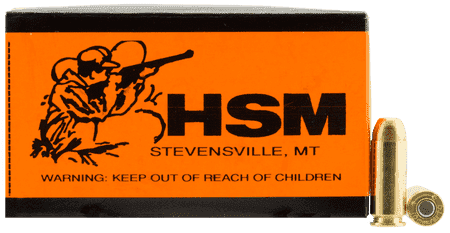 HSM
STEVENSVILLE, MT
WARNING: KEEP OUT OF REACH OF CHILDREN